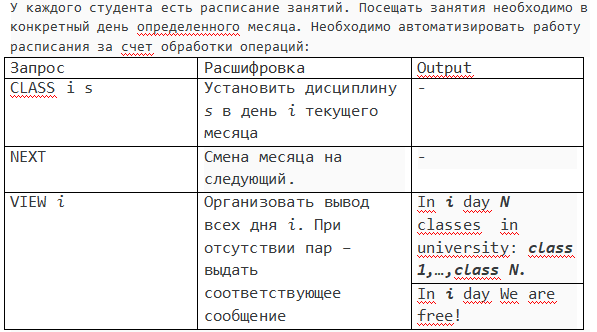 У каждого студента есть расписание занятий. Посещать занятия необходимо в
конкретный день определенного месяца. Необходимо автоматизировать работу
расписания за счет обработки операций:
Запрос
Расшифровка
Output
CLASS i s
Установить дисциплину
s в день i текущего
месяца
-
NEXT
Смена месяца на
следующий.
-
VIEW i
Организовать вывод
всех дня i. При
отсутствии пар –
выдать
соответствующее
сообщение
In i day N
classes in
university: class
1,…,class N.
In i day We are
free!